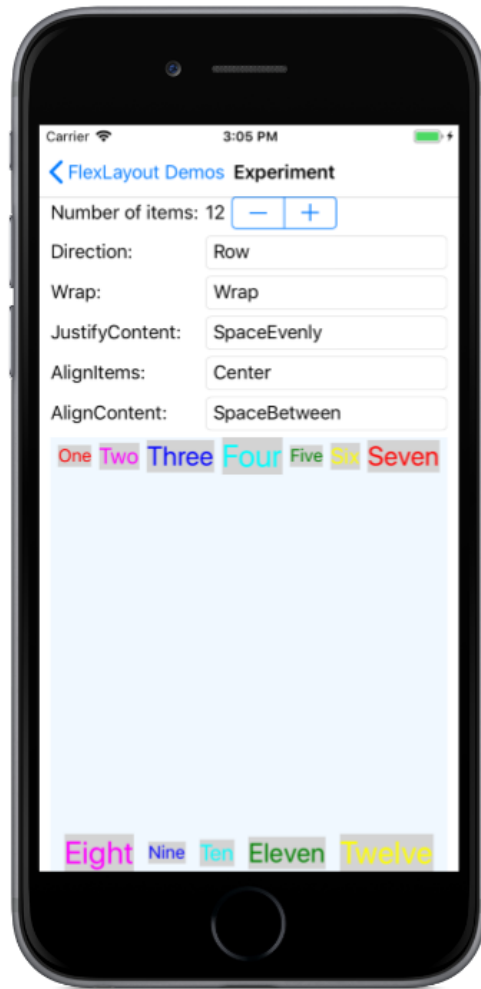 Carrier 3:05 PM
FlexLayout Demos Experiment
Number of items: 12 − +
Direction: Row
Wrap: Wrap
JustifyContent: SpaceEvenly
AlignItems: Center
AlignContent: SpaceBetween
One Two Three Four Five Six Seven
Eight Nine Ten Eleven Twelve